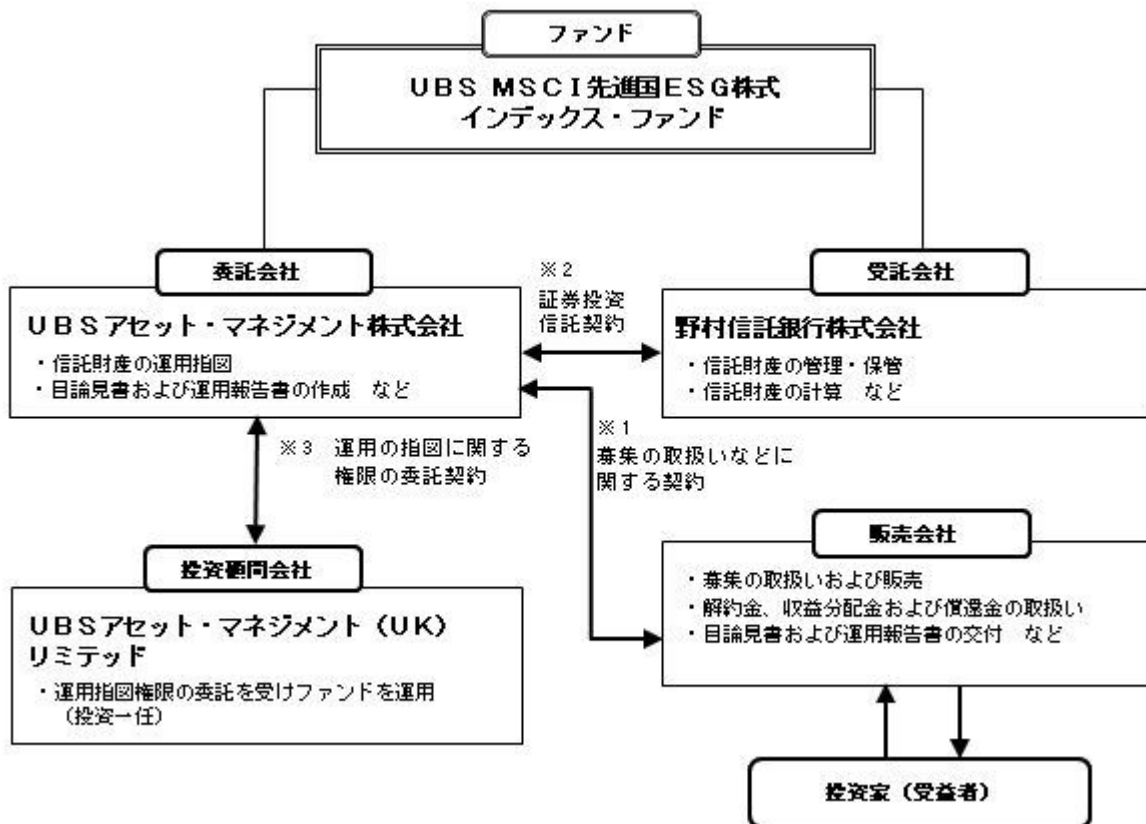 ファンド
UBS MSCI先進国ESG株式
インデックス・ファンド
委託会社
UBSアセット・マネジメント株式会社
・信託財産の運用指図
・目論見書および運用報告書の作成 など
※2
証券投資
信託契約
受託会社
野村信託銀行株式会社
・信託財産の管理・保管
・信託財産の計算 など
※3 運用の指図に関する
権限の委託契約
※1
募集の取扱いなどに
関する契約
投資顧問会社
UBSアセット・マネジメント(UK)
リミテッド
・運用指図権限の委託を受けファンドを運用
(投資一任)
販売会社
・募集の取扱いおよび販売
・解約金、収益分配金および償還金の取扱い
・目論見書および運用報告書の交付 など
投資家(受益者)